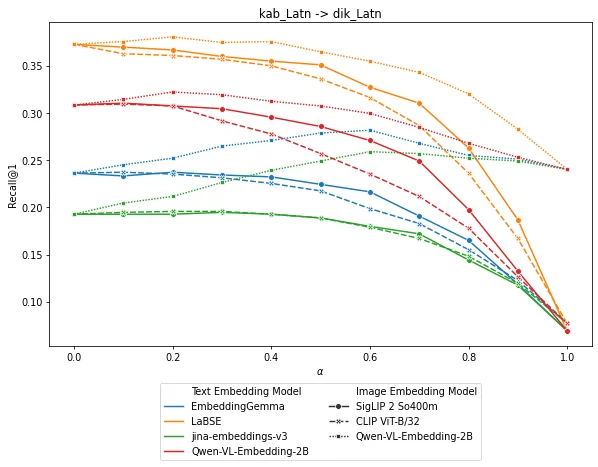 kab_Latn -> dik_Latn
Recall@1
0.35
0.30
0.25
0.20
0.15
0.10
0.0
0.2
0.4
0.6
0.8
1.0
α
Text Embedding Model
EmbeddingGemma
LaBSE
jina-embeddings-v3
Qwen-VL-Embedding-2B
Image Embedding Model
SigLIP 2 So400m
CLIP ViT-B/32
Qwen-VL-Embedding-2B